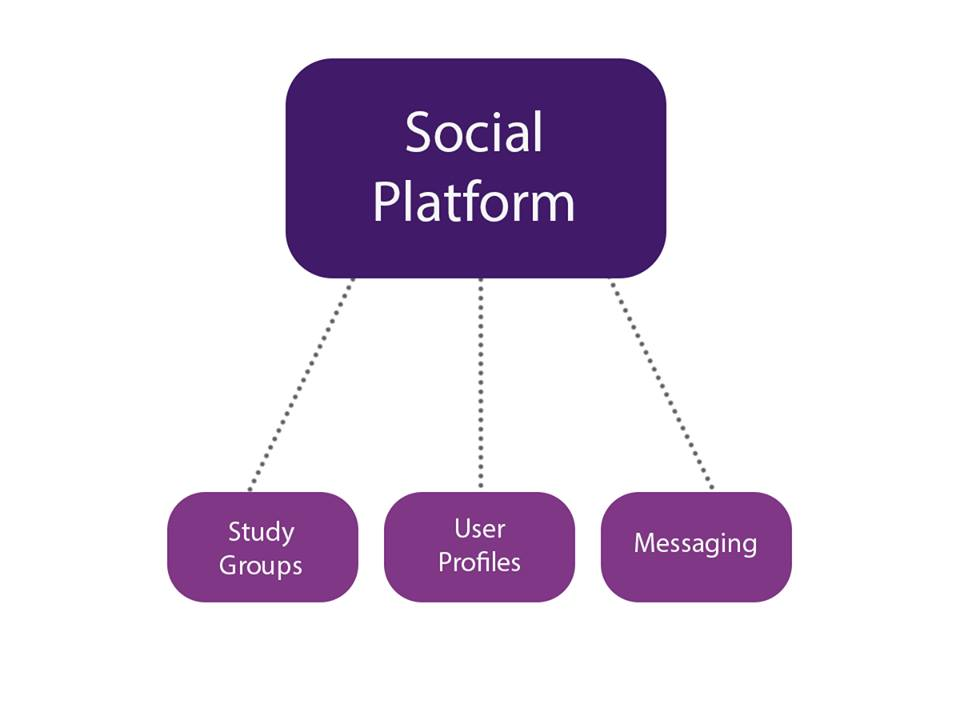 Social
Platform
Study
Groups
User
Profiles
Messaging